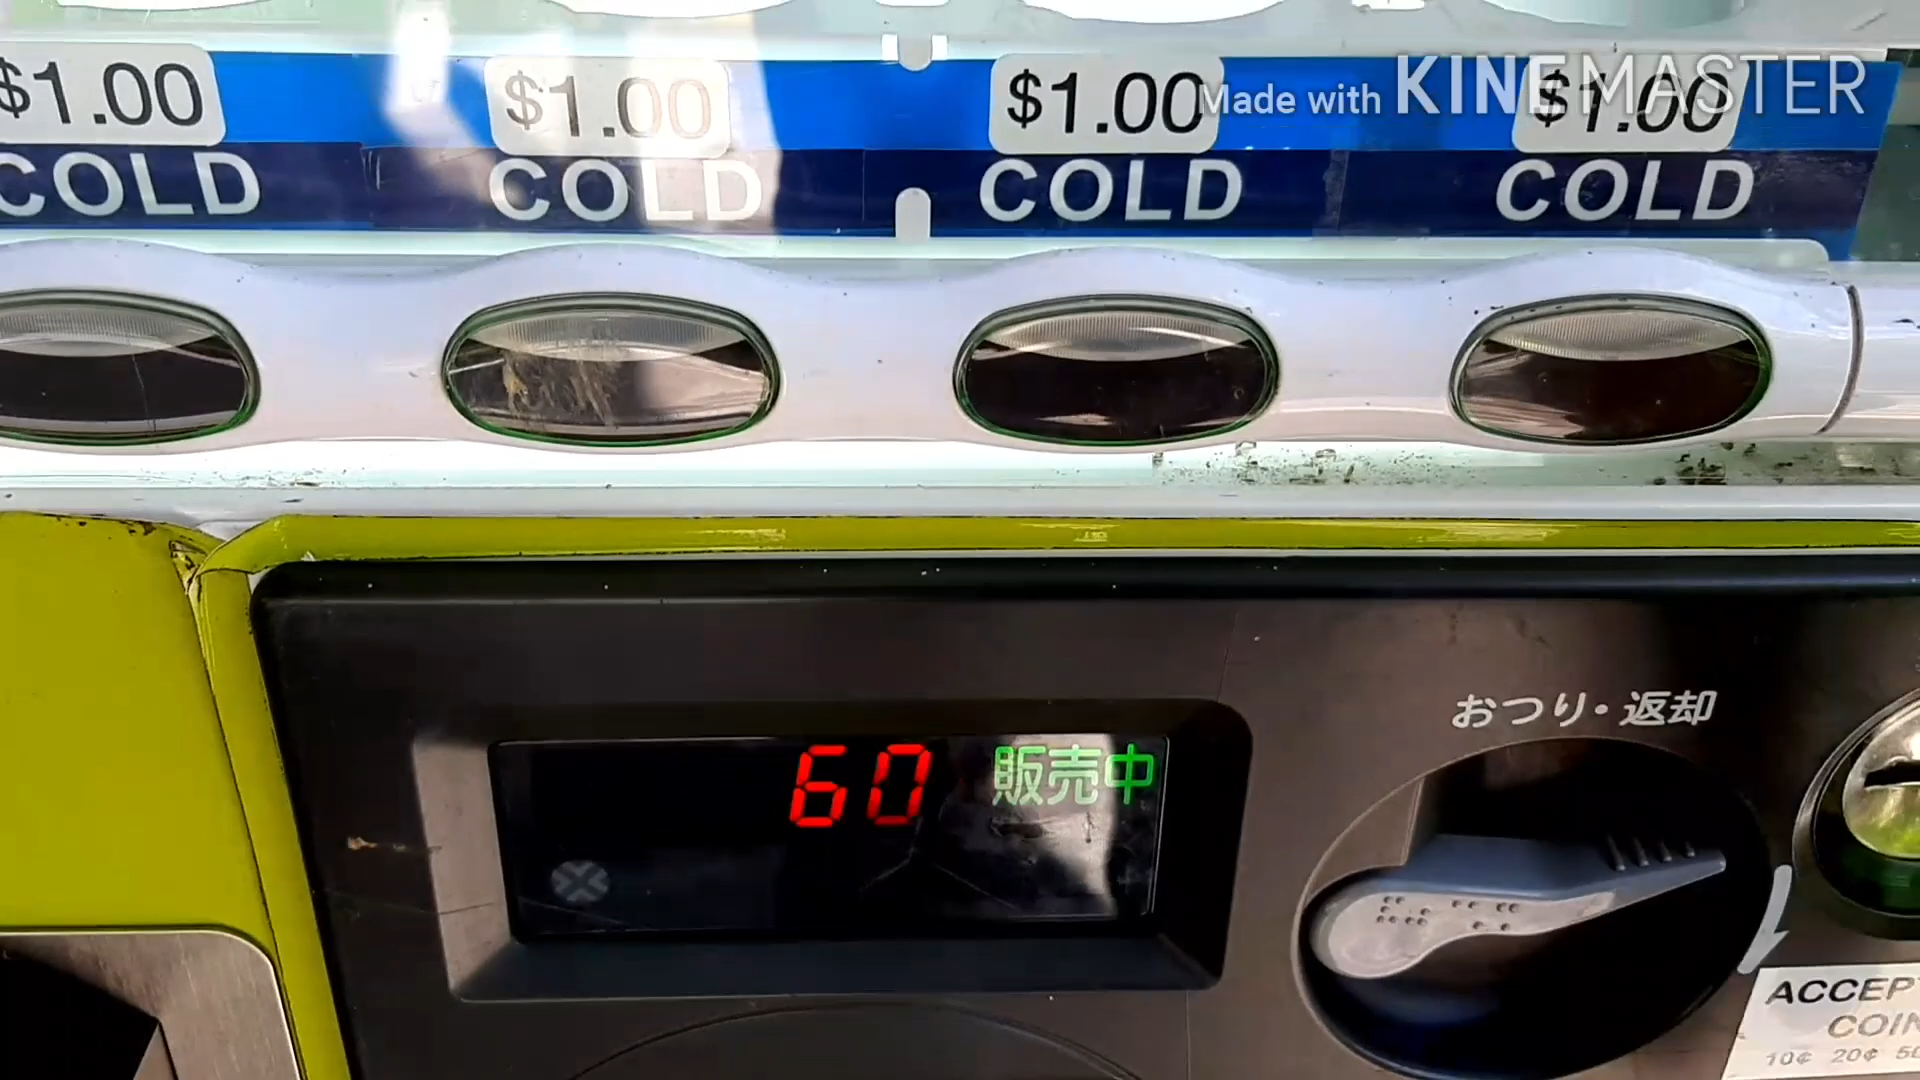 $1.00 $1.00 $1.00 $1.00
Made with KINEMASTER
COLD COLD COLD COLD
おつり・返却
60 販売中
ACCEP
COIN
10¢ 20¢ 50